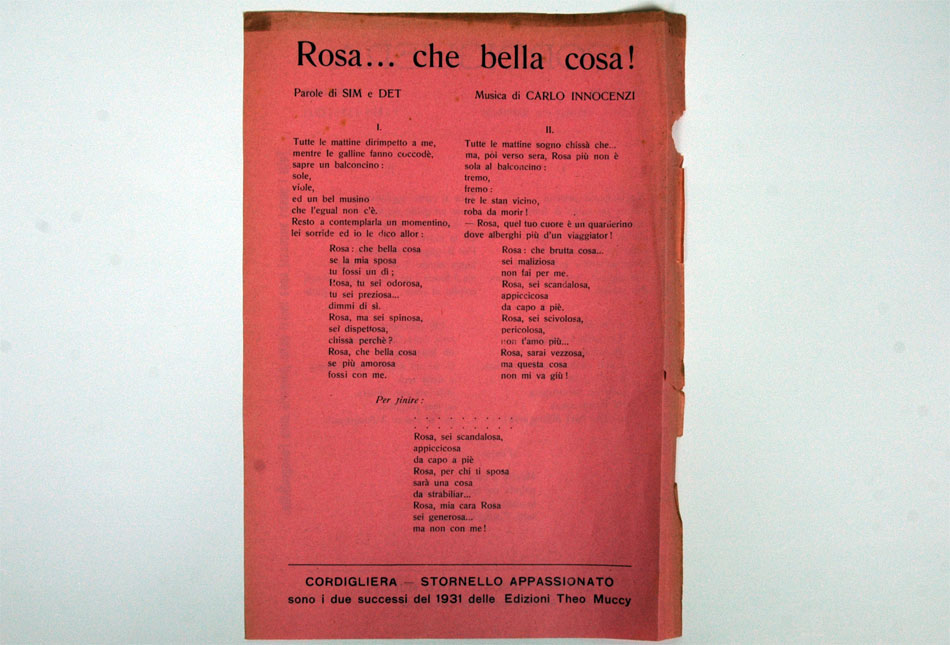 Rosa... che bella cosa!
Parole di SIM e DET
Musica di CARLO INNOCENZI
I.
Tutte le mattine dirimpetto a me,
mentre le galline fanno coccodè,
sapre un balconcino:
sole,
viole,
ed un bel musino
che l'egual non c'è.
Resto a contemplarla un momentino,
lei sorride ed io le dico allor:
Rosa: che bella cosa
se la mia sposa
tu fossi un dì;
Rosa, tu sei odorosa,
tu sei preziosa...
dimmi di sì.
Rosa, ma sei spinosa,
sei dispettosa,
chissà perchè?
Rosa, che bella cosa
se più amorosa
fossi con me.
II.
Tutte le mattine sogno chissà che...
ma, poi verso sera, Rosa più non è
sola al balconcino:
tremo,
fremo:
tre le stan vicino,
roba da morir!
— Rosa, quel tuo cuore è un quartierino
dove alberghi più d'un viaggiator!
Rosa: che brutta cosa...
sei maliziosa
non fai per me.
Rosa, sei scandalosa,
appiccicosa
da capo a piè.
Rosa, sei scivolosa,
pericolosa,
non t'amo più...
Rosa, sarai vezzosa,
ma questa cosa
non mi va giù!
Per finire:
. . . . . . . . .
. . . . . . . . .
Rosa, sei scandalosa,
appiccicosa
da capo a piè
Rosa, per chi ti sposa
sarà una cosa
da strabiliar...
Rosa, mia cara Rosa
sei generosa...
ma non con me!
CORDIGLIERA — STORNELLO APPASSIONATO
sono i due successi del 1931 delle Edizioni Theo Muccy